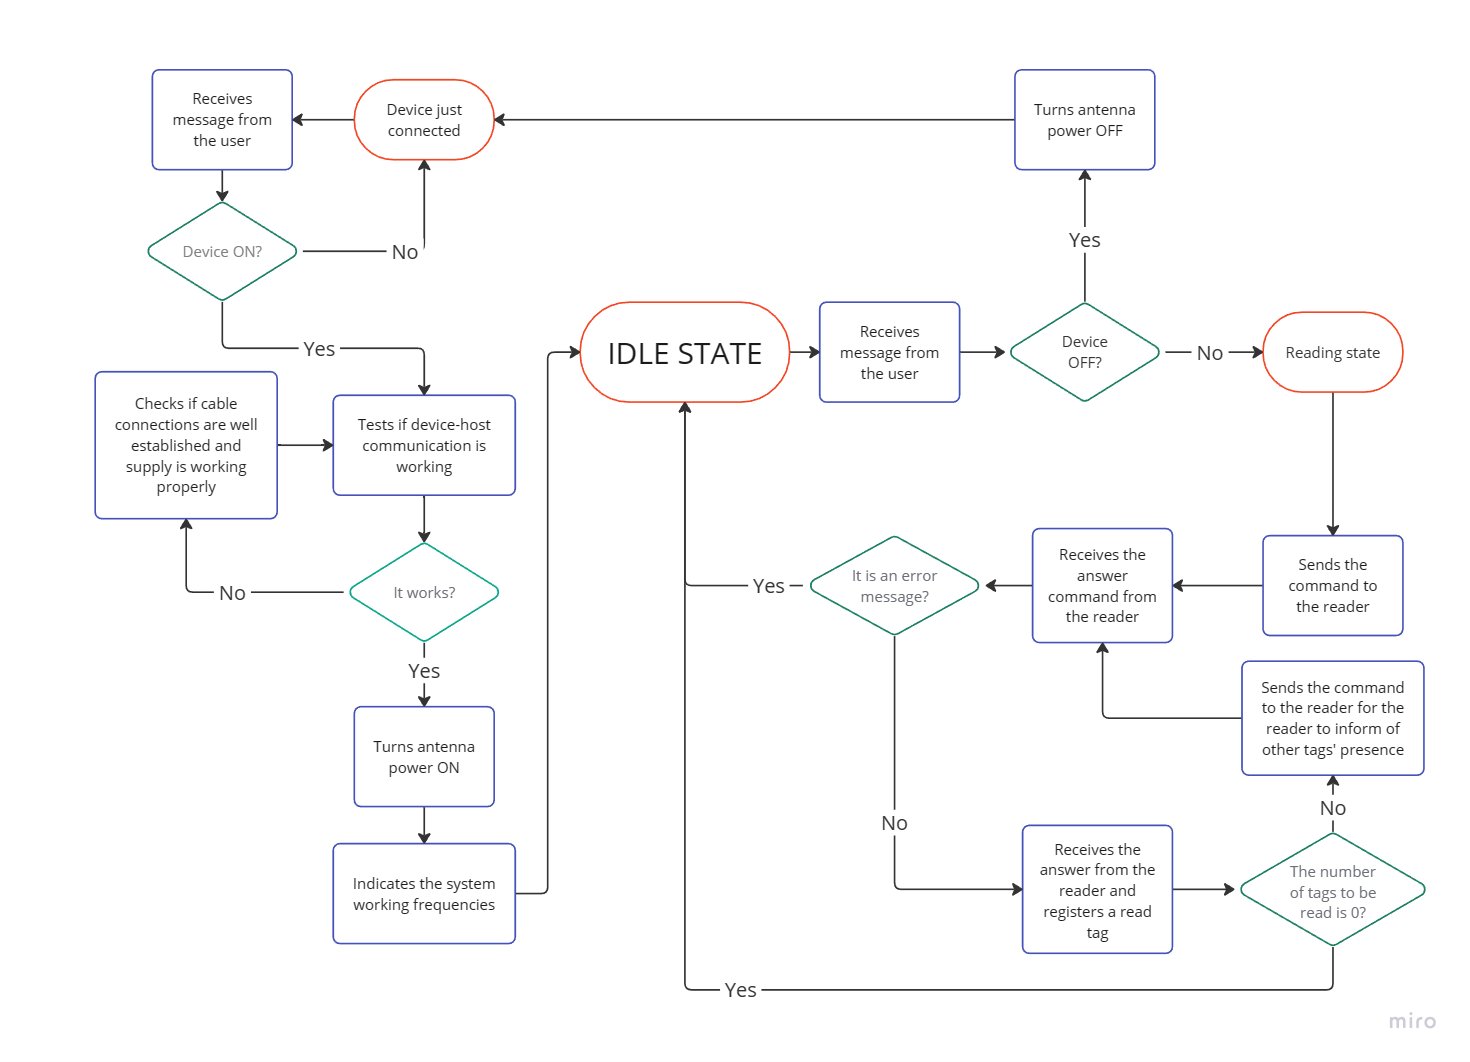 Receives
message from
the user
Device just
connected
Turns antenna
power OFF
Device ON?
No
Yes
Yes
IDLE STATE
Receives
message from
the user
Device
OFF?
No
Reading state
Checks if cable
connections are well
established and
supply is working
properly
Tests if device-host
communication is
working
It works?
No
Yes
Turns antenna
power ON
Indicates the system
working frequencies
It is an error
message?
Yes
Receives the
answer
command from
the reader
Sends the
command to
the reader
Sends the command
to the reader for the
reader to inform of
other tags' presence
No
No
Receives the
answer from the
reader and
registers a read
tag
The number
of tags to be
read is 0?
Yes
miro